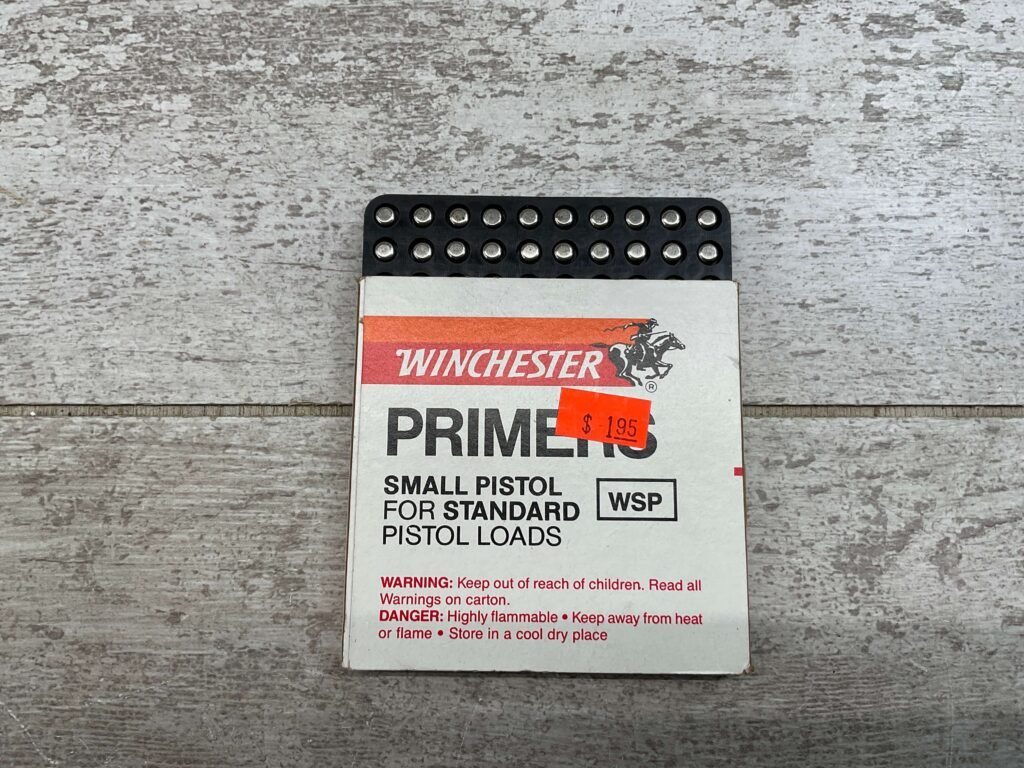 WINCHESTER
®
PRIMERS
$ 1.95
SMALL PISTOL
FOR STANDARD
PISTOL LOADS
WSP
WARNING: Keep out of reach of children. Read all
Warnings on carton.
DANGER: Highly flammable • Keep away from heat
or flame • Store in a cool dry place